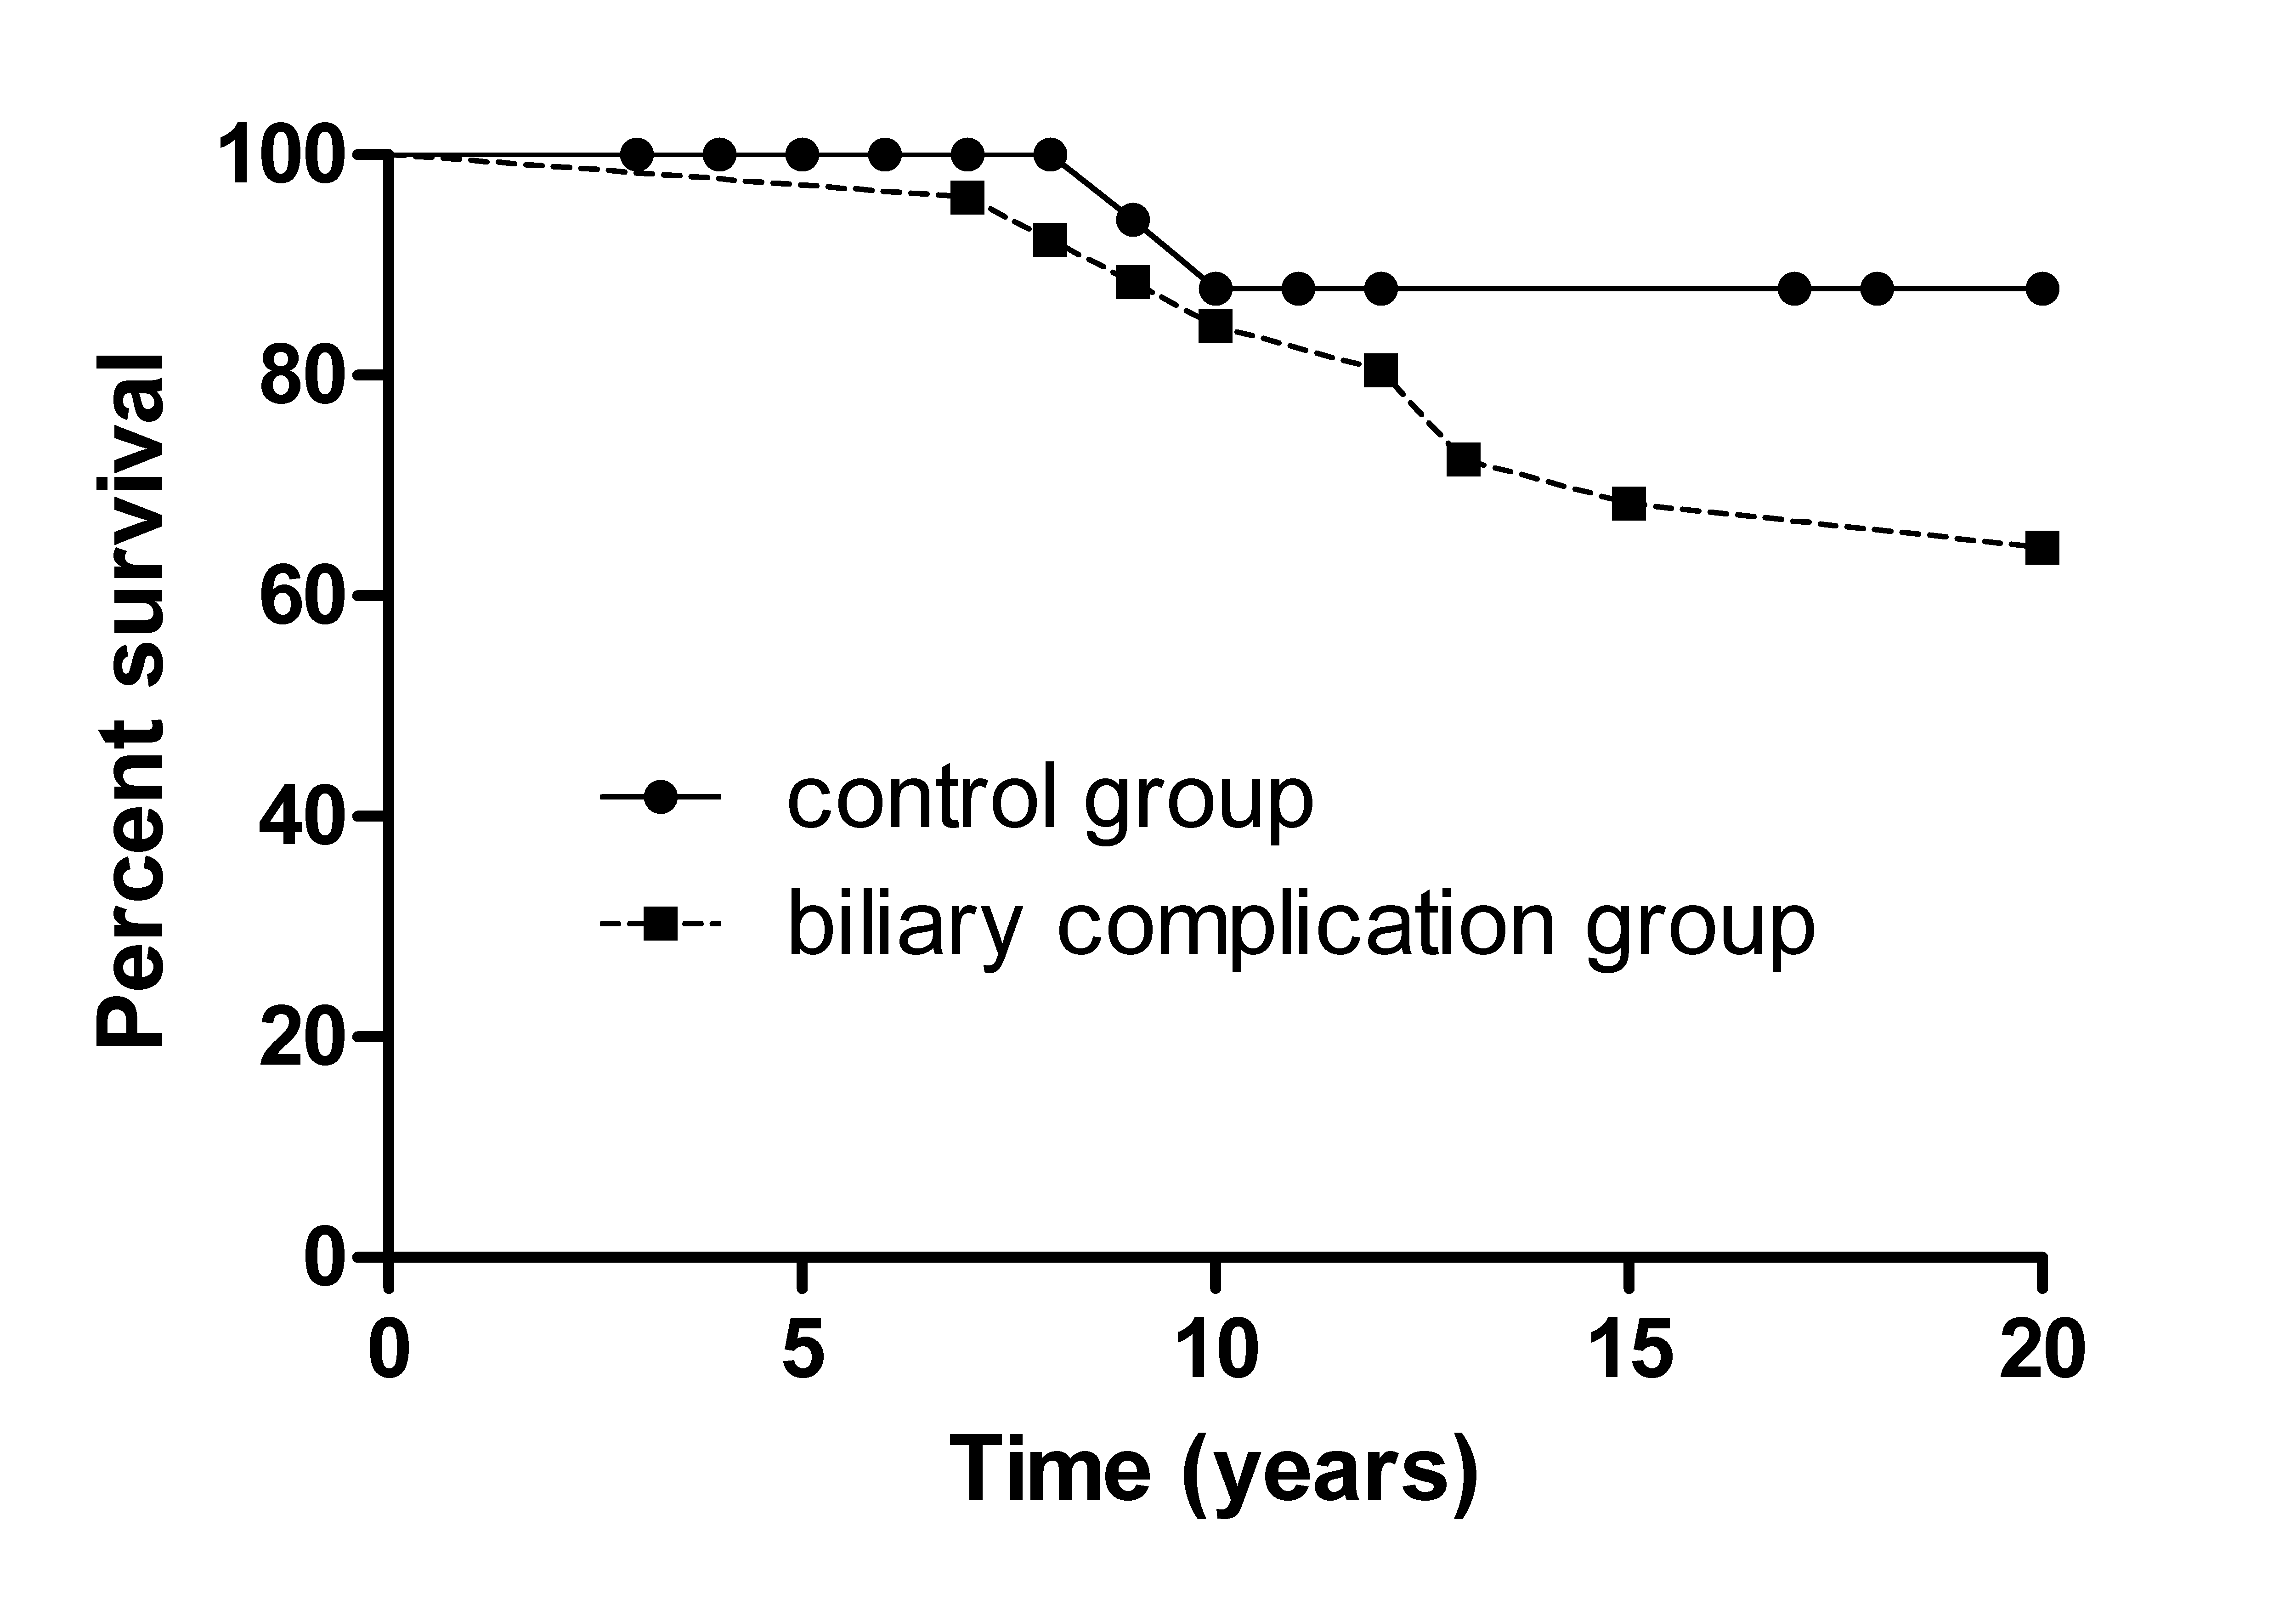 Percent survival
100
80
60
40
20
0
control group
biliary complication group
0 5 10 15 20
Time (years)